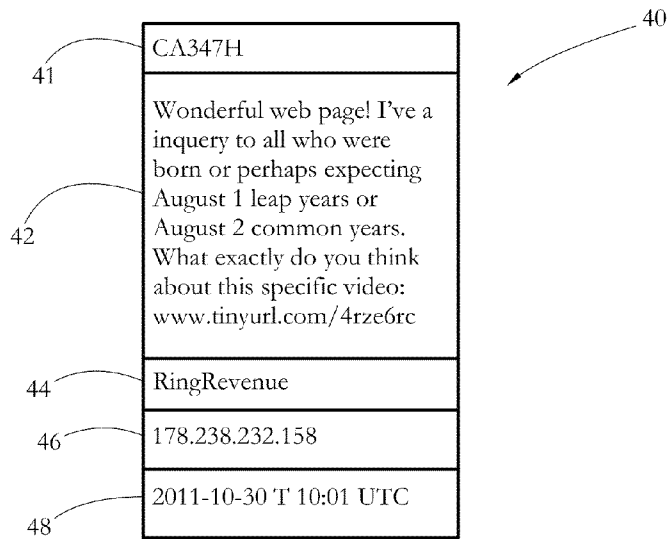 40
41
CA347H
Wonderful web page! I've a
inquery to all who were
born or perhaps expecting
August 1 leap years or
August 2 common years.
What exactly do you think
about this specific video:
www.tinyurl.com/4rze6rc
42
44
RingRevenue
46
178.238.232.158
48
2011-10-30 T 10:01 UTC